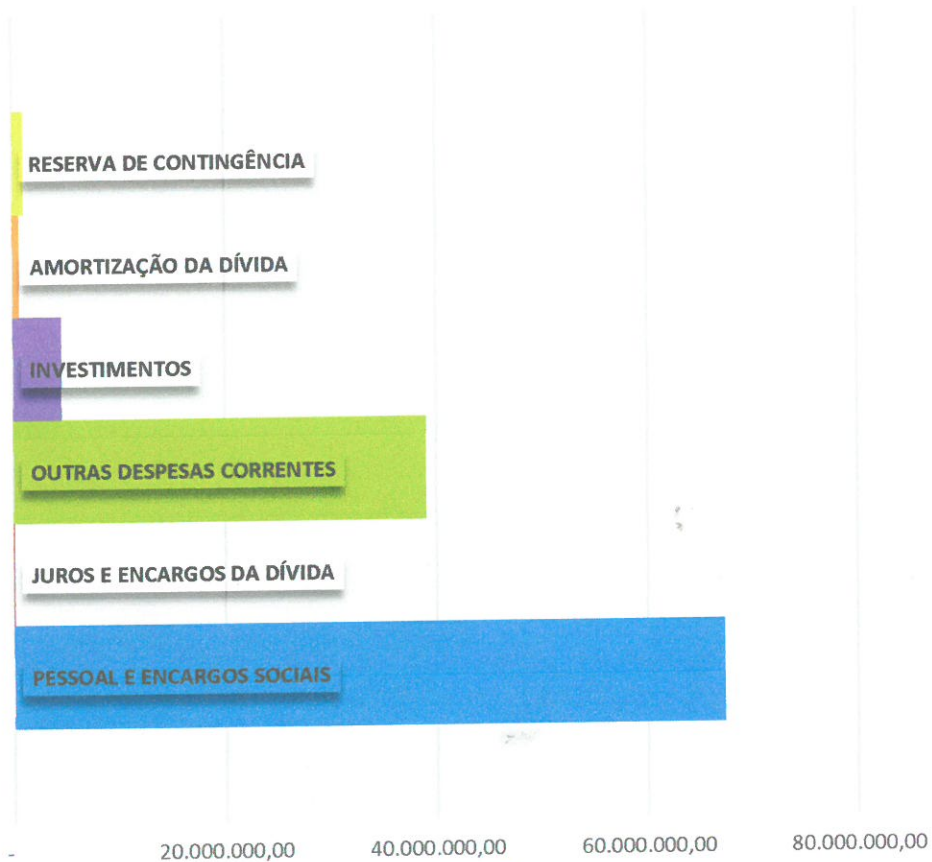 RESERVA DE CONTINGÊNCIA
AMORTIZAÇÃO DA DÍVIDA
INVESTIMENTOS
OUTRAS DESPESAS CORRENTES
JUROS E ENCARGOS DA DÍVIDA
PESSOAL E ENCARGOS SOCIAIS
- 20.000.000,00 40.000.000,00 60.000.000,00 80.000.000,00